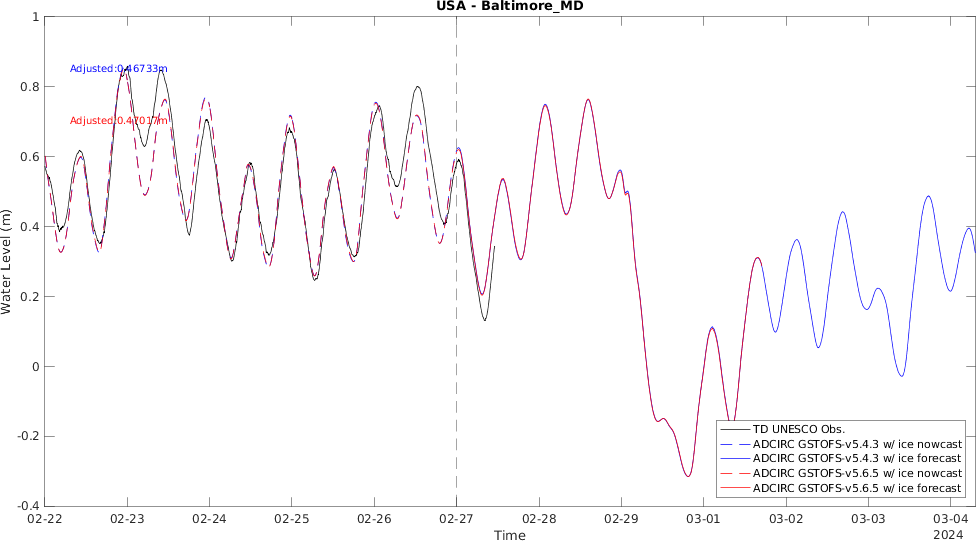 USA - Baltimore_MD
Adjusted:0.46733m
Adjusted:0.47017m
Water Level (m)
1
0.8
0.6
0.4
0.2
0
-0.2
-0.4
TD UNESCO Obs.
ADCIRC GSTOFS-v5.4.3 w/ ice nowcast
ADCIRC GSTOFS-v5.4.3 w/ ice forecast
ADCIRC GSTOFS-v5.6.5 w/ ice nowcast
ADCIRC GSTOFS-v5.6.5 w/ ice forecast
02-22 02-23 02-24 02-25 02-26 02-27 02-28 02-29 03-01 03-02 03-03 03-04
Time
2024